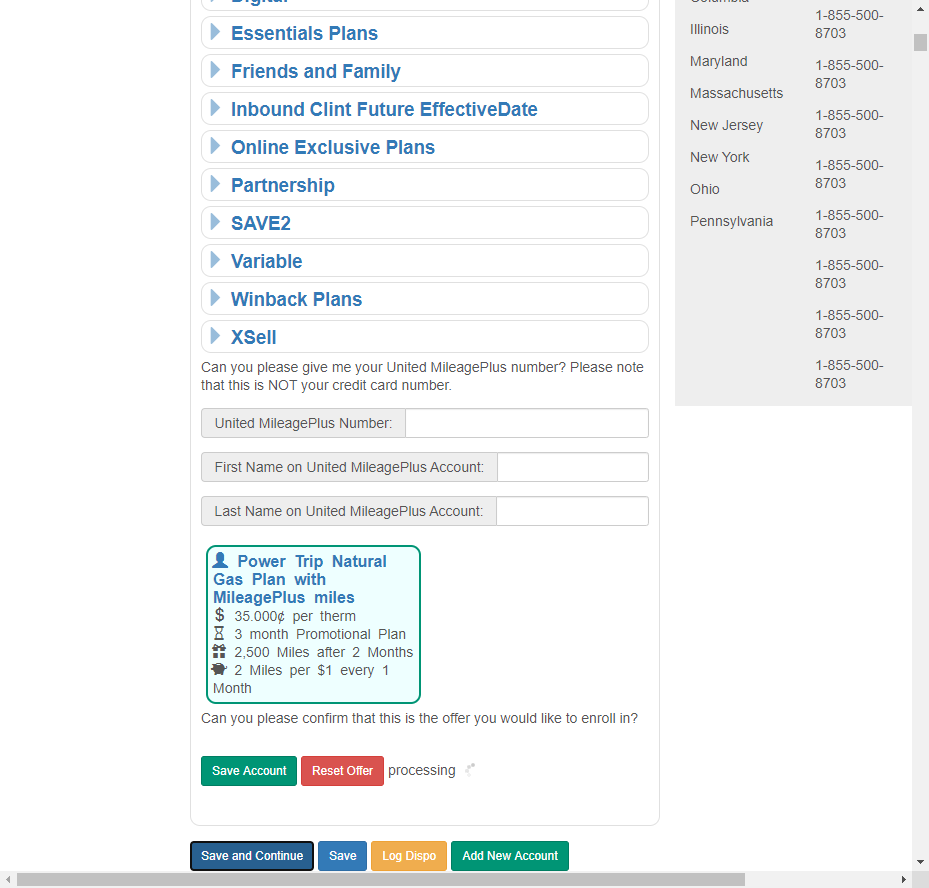 Digital
Essentials Plans
Friends and Family
Inbound Clint Future EffectiveDate
Online Exclusive Plans
Partnership
SAVE2
Variable
Winback Plans
XSell
Can you please give me your United MileagePlus number? Please note
that this is NOT your credit card number.
United MileagePlus Number:
First Name on United MileagePlus Account:
Last Name on United MileagePlus Account:
Power Trip Natural
Gas Plan with
MileagePlus miles
$ 35.000¢ per therm
3 month Promotional Plan
2,500 Miles after 2 Months
2 Miles per $1 every 1
Month
Can you please confirm that this is the offer you would like to enroll in?
Save Account
Reset Offer
processing
Save and Continue
Save
Log Dispo
Add New Account
Columbia
Illinois
Maryland
Massachusetts
New Jersey
New York
Ohio
Pennsylvania
1-855-500-
8703
1-855-500-
8703
1-855-500-
8703
1-855-500-
8703
1-855-500-
8703
1-855-500-
8703
1-855-500-
8703
1-855-500-
8703